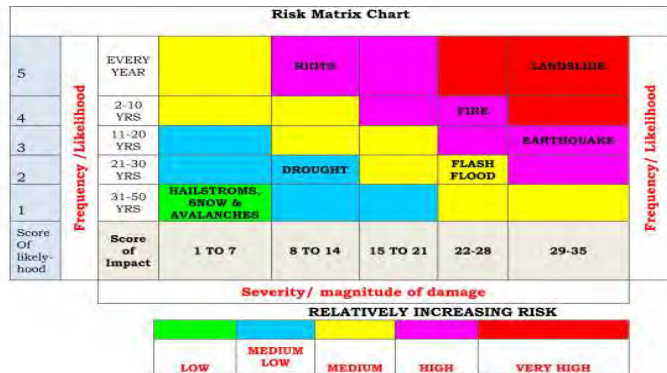 Risk Matrix Chart
5
Frequency /Likelihood
EVERY
YEAR
RIOTS
LANDSLIDE
Frequency /Likelihood
4
2-10
YRS
FIRE
3
11-20
YRS
EARTHQUAKE
2
21-30
YRS
DROUGHT
FLASH
FLOOD
1
31-50
YRS
HAILSTROMS,
SNOW &
AVALANCHES
Score
Of
likely-
hood
Score
of
Impact
1 TO 7
8 TO 14
15 TO 21
22-28
29-35
Severity/ magnitude of damage
RELATIVELY INCREASING RISK
LOW
MEDIUM
LOW
MEDIUM
HIGH
VERY HIGH